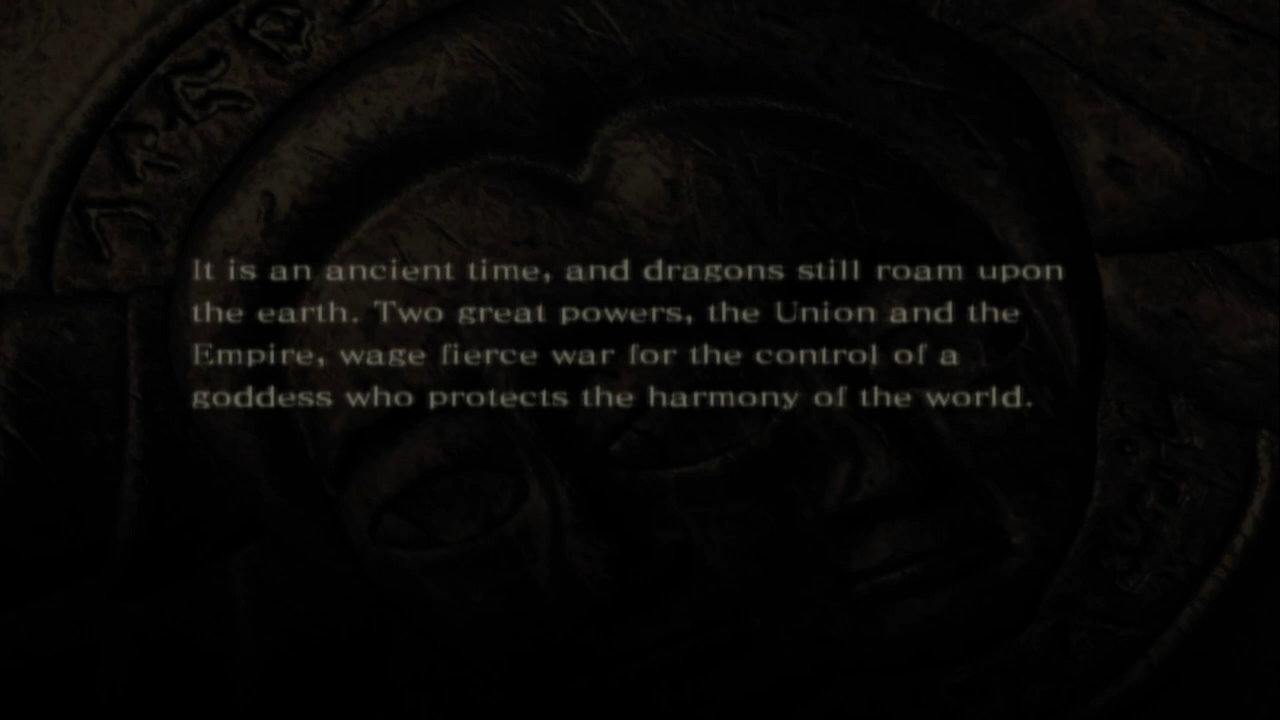 It is an ancient time, and dragons still roam upon
the earth. Two great powers, the Union and the
Empire, wage fierce war for the control of a
goddess who protects the harmony of the world.